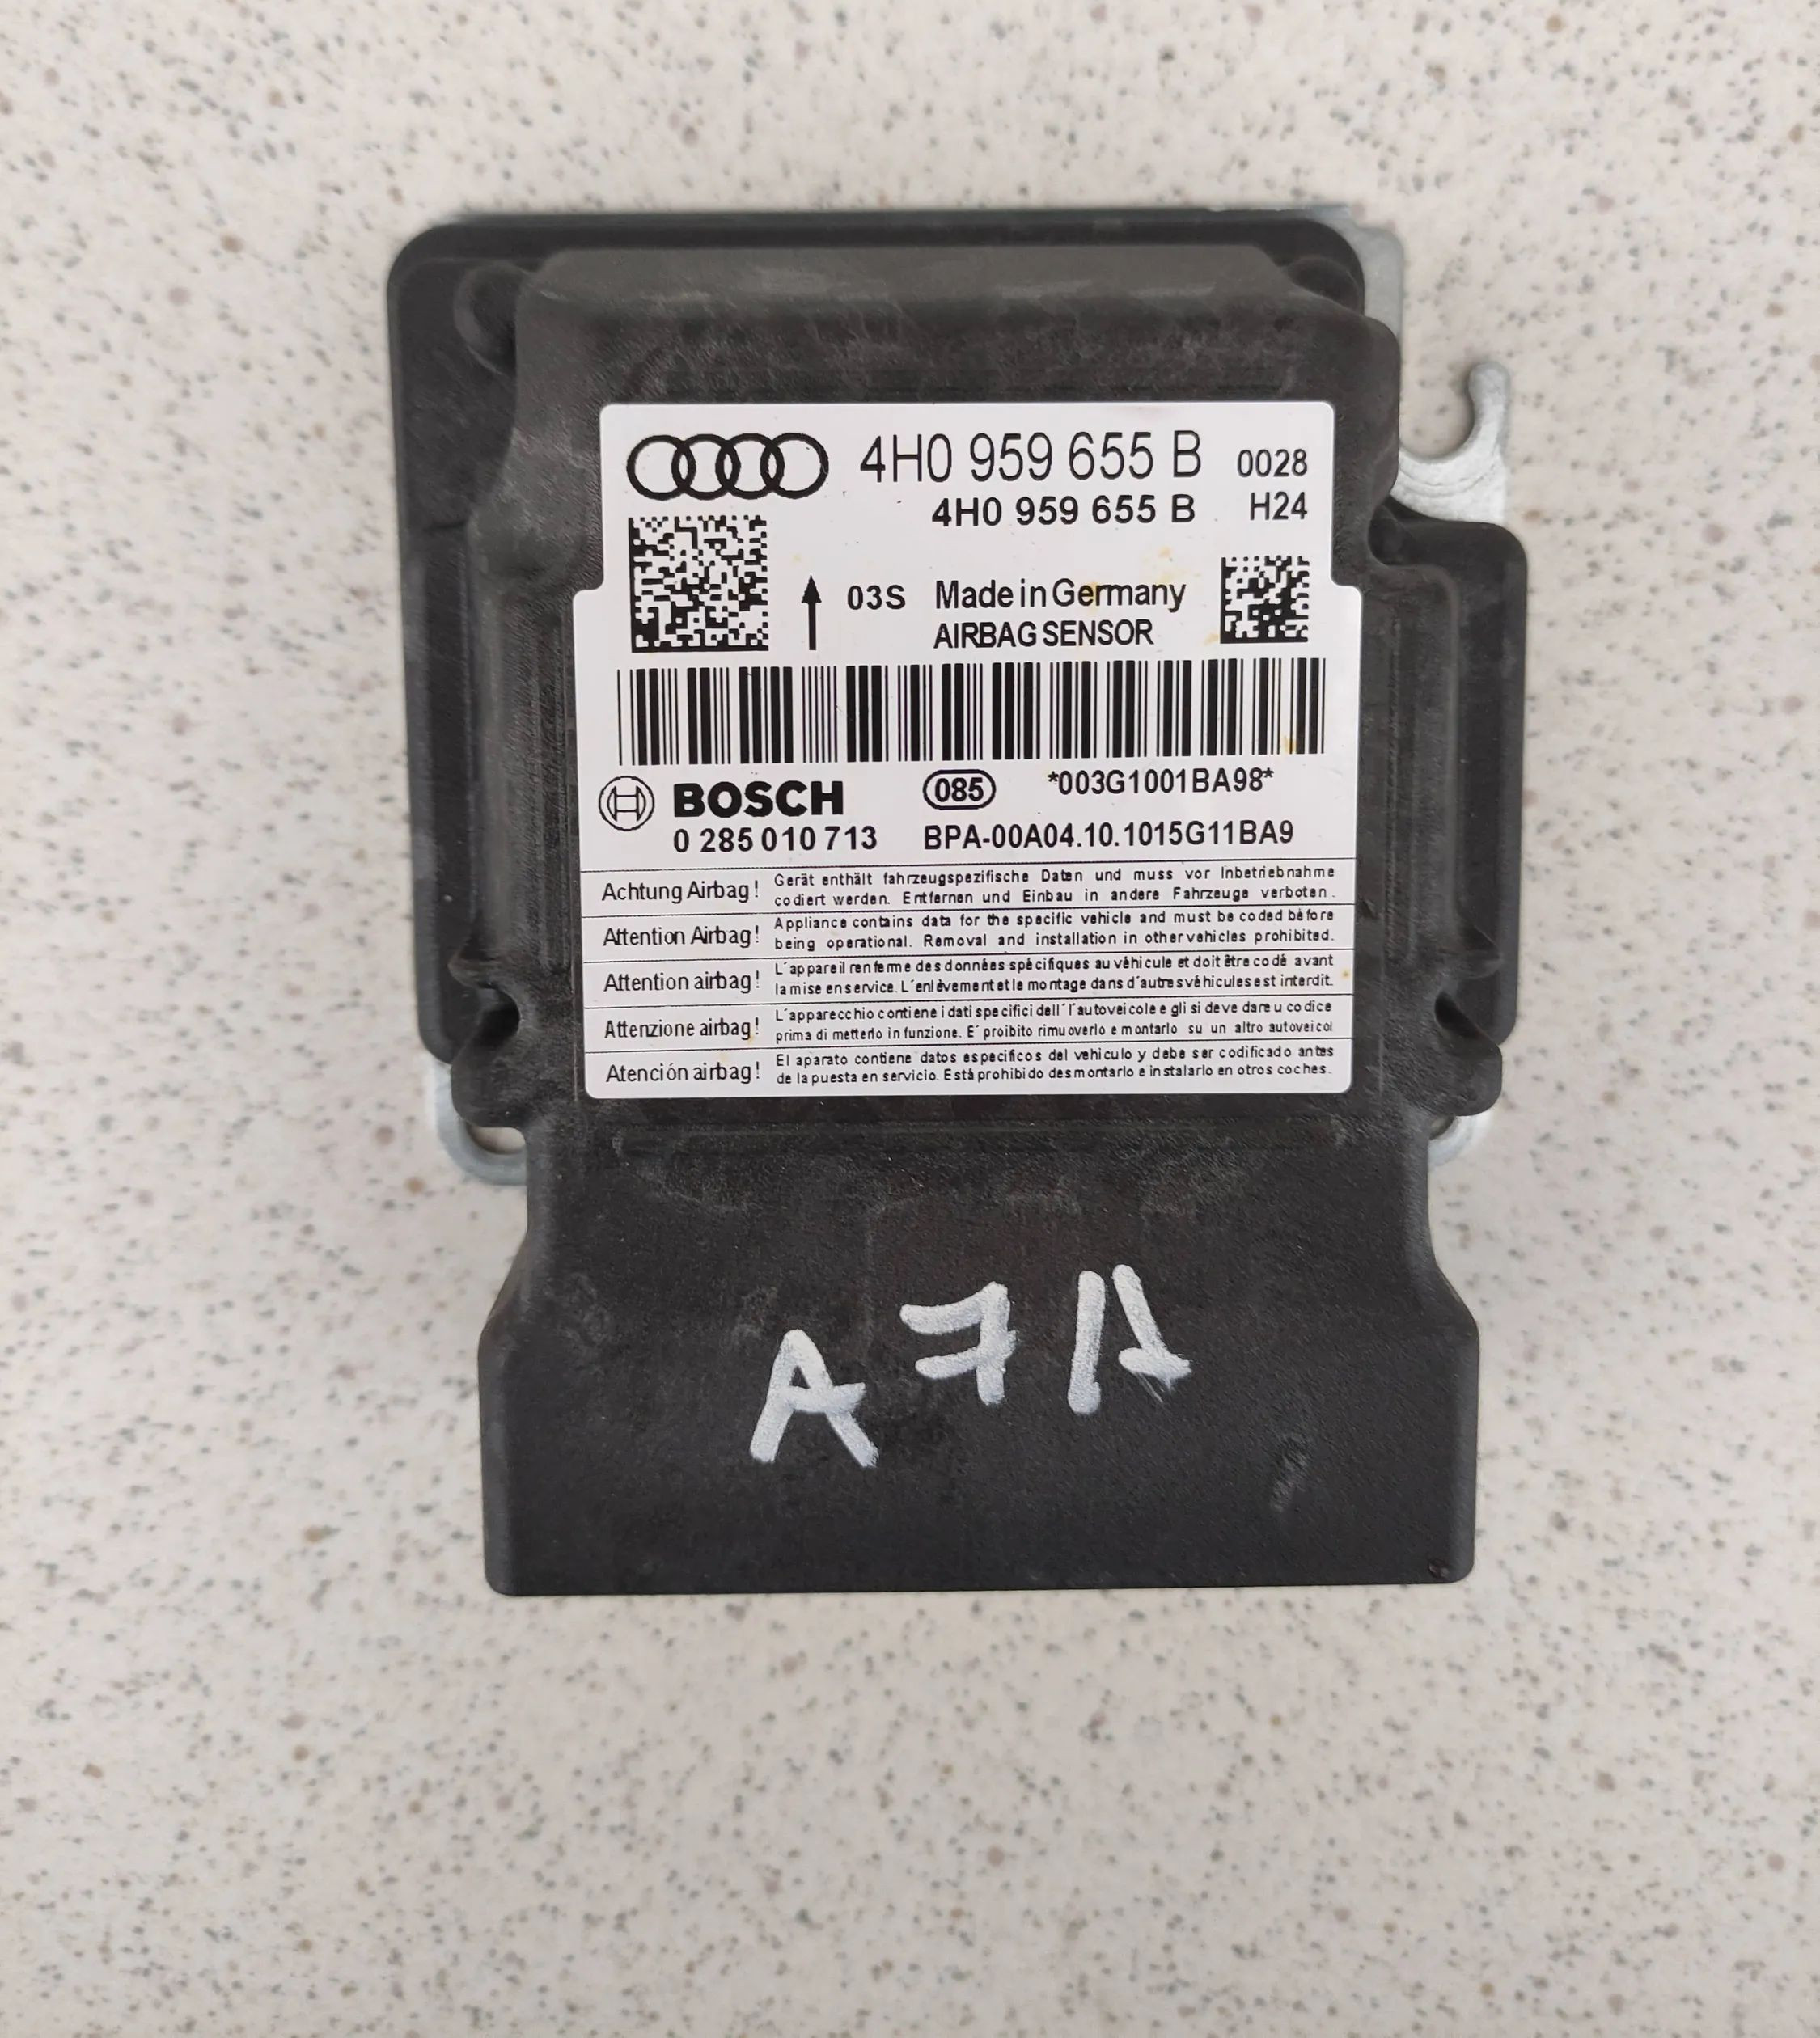 4H0 959 655 B 0028
4H0 959 655 B H24
03S Made in Germany
AIRBAG SENSOR
BOSCH 085 *003G1001BA98*
0 285 010 713 BPA-00A04.10.1015G11BA9
Achtung Airbag! Gerät enthält fahrzeugspezifische Daten und muss vor Inbetriebnahme
codiert werden. Entfernen und Einbau in andere Fahrzeuge verboten.
Attention Airbag! Appliance contains data for the specific vehicle and must be coded before
being operational. Removal and installation in other vehicles prohibited.
Attention airbag! L'appareil renferme des données spécifiques au véhicule et doit être codé avant
la mise en service. L'enlèvement et le montage dans d'autres véhicules est interdit.
Attenzione airbag! L'apparecchio contiene i dati specifici dell' l'autoveicolo e gli si deve dare u codice
prima di metterlo in funzione. E' proibito rimuoverlo e montarlo su un altro autoveicol
Atención airbag! El aparato contiene datos especificos del vehiculo y debe ser codificado antes
de la puesta en servicio. Está prohibido desmontarlo e instalarlo en otros coches.
A 7 A